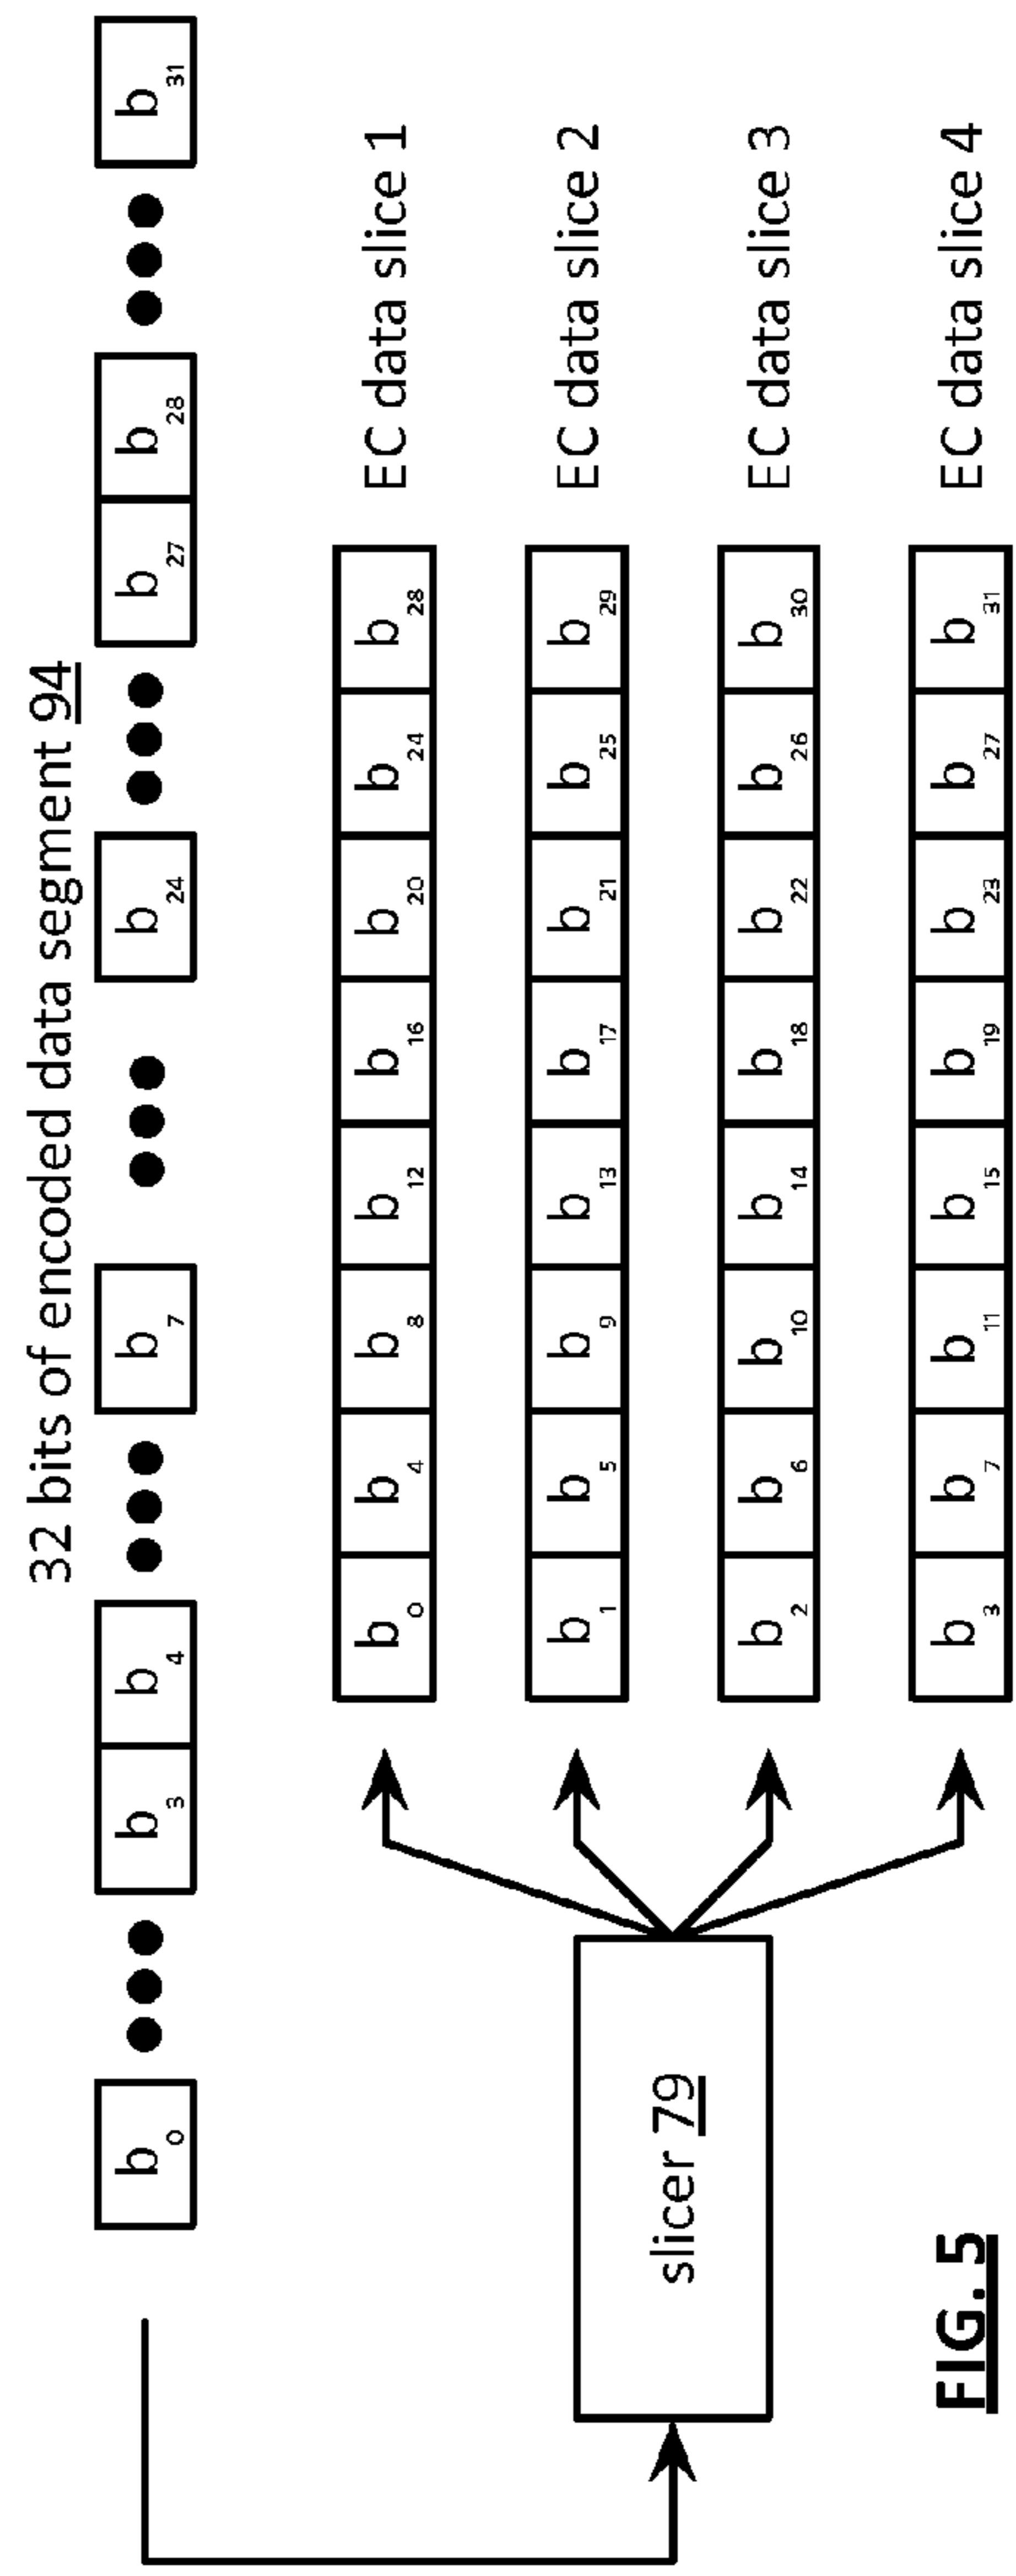 32 bits of encoded data segment 94
b0 ●●● b3 b4 ●●● b7 ●●● b24 ●●● b27 b28 ●●● b31
b0 b4 b8 b12 b16 b20 b24 b28 EC data slice 1
b1 b5 b9 b13 b17 b21 b25 b29 EC data slice 2
slicer 79
b2 b6 b10 b14 b18 b22 b26 b30 EC data slice 3
b3 b7 b11 b15 b19 b23 b27 b31 EC data slice 4
FIG. 5